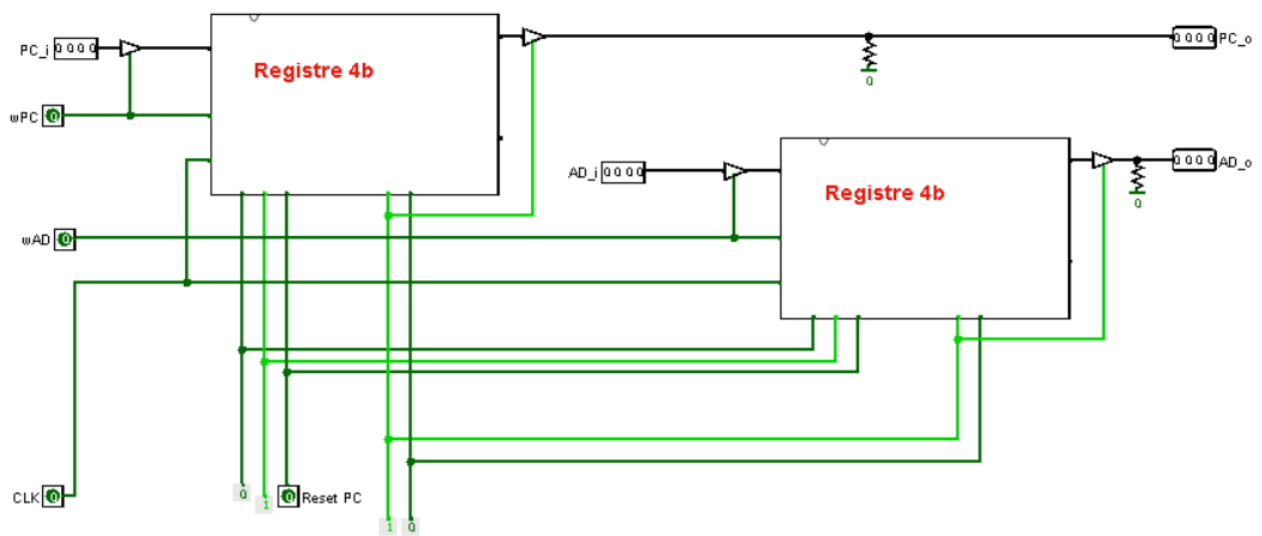 PC_i 0 0 0 0
Registre 4b
0 0 0 0 PC_o
0
wPC 0
AD_i 0 0 0 0
Registre 4b
0 0 0 0 AD_o
0
wAD 0
CLK 0
0
1
0 Reset PC
1 0